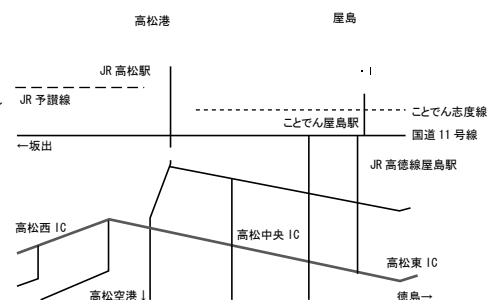 高松港
屋島
JR 高松駅
JR 予讃線
ことでん志度線
ことでん屋島駅
国道 11 号線
←坂出
JR 高徳線屋島駅
高松西 IC
高松中央 IC
高松東 IC
高松空港↓
徳島→